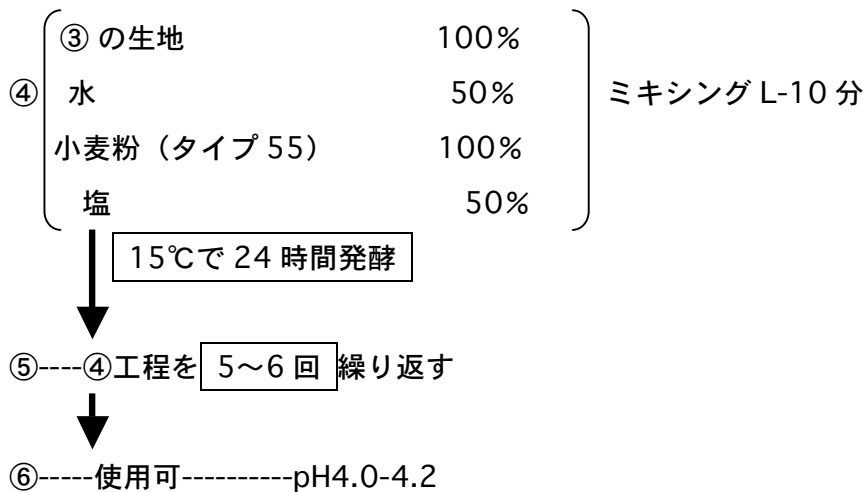 ③の生地 100%
④ 水 50% ミキシング L-10 分
小麦粉（タイプ 55） 100%
塩 50%
15℃で 24 時間発酵
⑤----④工程を 5～6 回 繰り返す
⑥-----使用可----------pH4.0-4.2